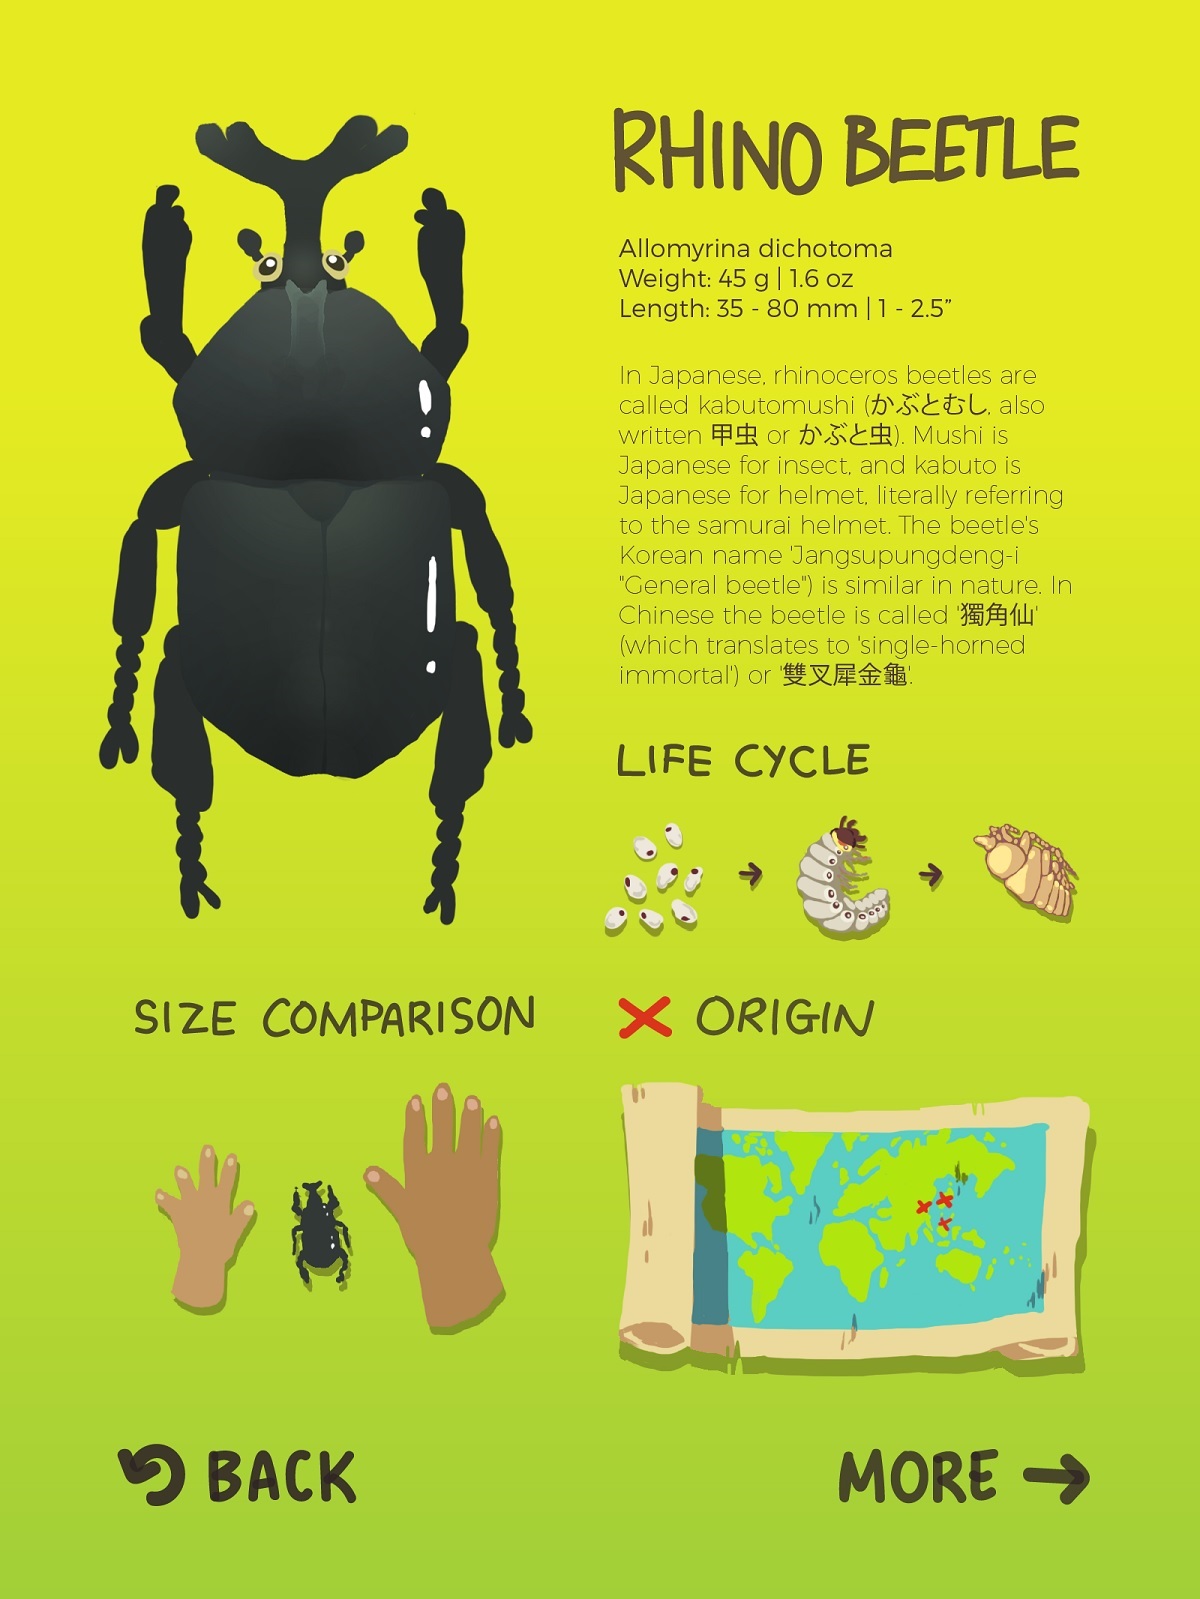 RHINO BEETLE
Allomyrina dichotoma
Weight: 45 g | 1.6 oz
Length: 35 - 80 mm | 1 - 2.5”
In Japanese, rhinoceros beetles are
called kabutomushi (かぶとむし, also
written 甲虫 or かぶと虫). Mushi is
Japanese for insect, and kabuto is
Japanese for helmet, literally referring
to the samurai helmet. The beetle's
Korean name 'Jangsupungdeng-i
"General beetle") is similar in nature. In
Chinese the beetle is called '獨角仙'
(which translates to 'single-horned
immortal') or '雙叉犀金龜'.
LIFE CYCLE
SIZE COMPARISON
ORIGIN
BACK
MORE